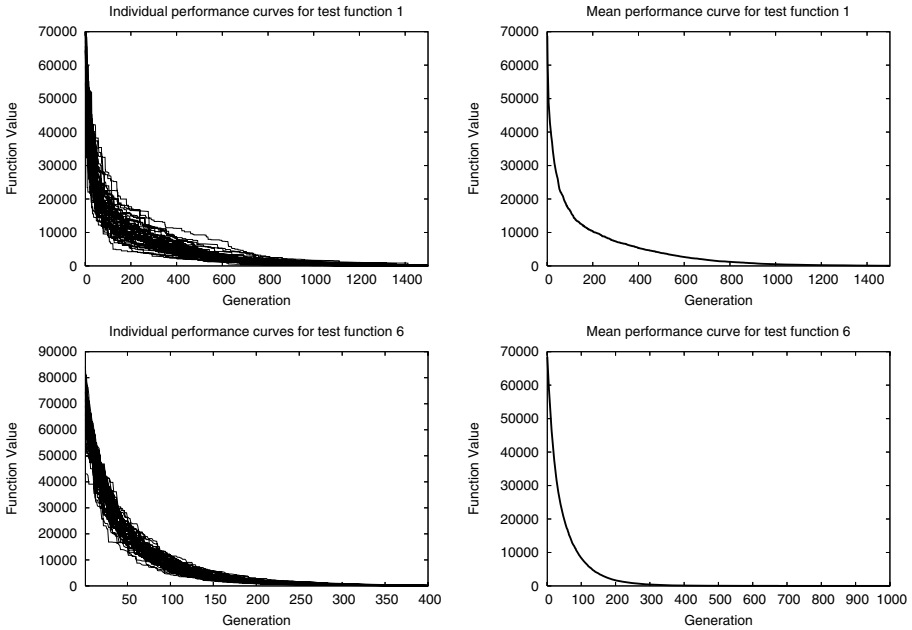 Individual performance curves for test function 1
Function Value
70000
60000
50000
40000
30000
20000
10000
0
0 200 400 600 800 1000 1200 1400
Generation
Mean performance curves for test function 1
Function Value
70000
60000
50000
40000
30000
20000
10000
0
0 200 400 600 800 1000 1200 1400
Generation
Individual performance curves for test function 6
Function Value
90000
80000
70000
60000
50000
40000
30000
20000
10000
0
50 100 150 200 250 300 350 400
Generation
Mean performance curve for test function 6
Function Value
70000
60000
50000
40000
30000
20000
10000
0
0 100 200 300 400 500 600 700 800 900 1000
Generation